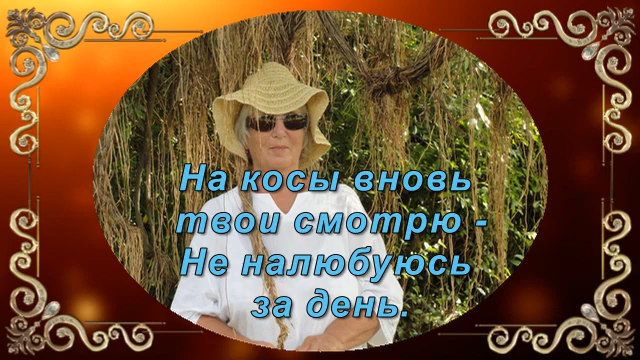 На косы вновь
твои смотрю -
Не налюбуюсь
за день.